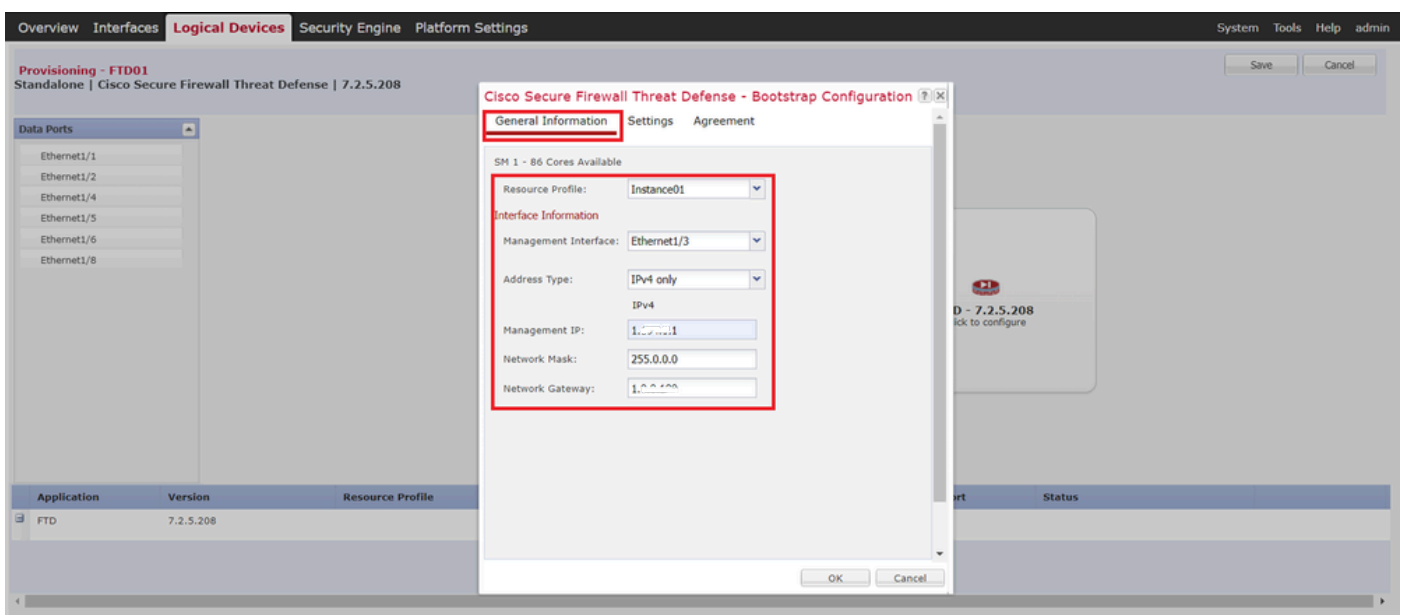 Overview Interfaces Logical Devices Security Engine Platform Settings System Tools Help admin
Provisioning - FTD01
Standalone | Cisco Secure Firewall Threat Defense | 7.2.5.208
Save Cancel
Data Ports
Ethernet1/1
Ethernet1/2
Ethernet1/4
Ethernet1/5
Ethernet1/6
Ethernet1/8
Cisco Secure Firewall Threat Defense - Bootstrap Configuration
General Information Settings Agreement
SM 1 - 86 Cores Available
Resource Profile: Instance01
Interface Information
Management Interface: Ethernet1/3
Address Type: IPv4 only
IPv4
Management IP:
Network Mask: 255.0.0.0
Network Gateway:
OK Cancel
D - 7.2.5.208
ick to configure
Application Version Resource Profile ort Status
FTD 7.2.5.208